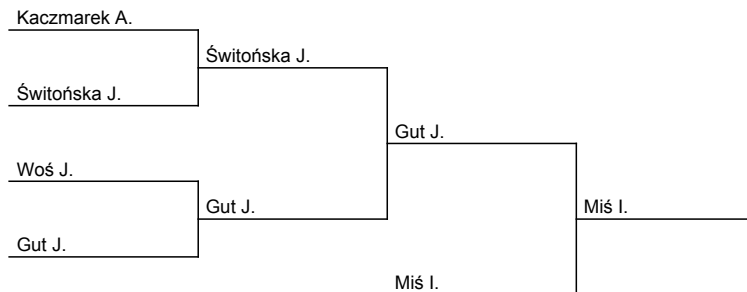 Kaczmarek A.
Świtońska J.
Świtońska J.
Gut J.
Woś J.
Gut J.
Miś I.
Gut J.
Miś I.